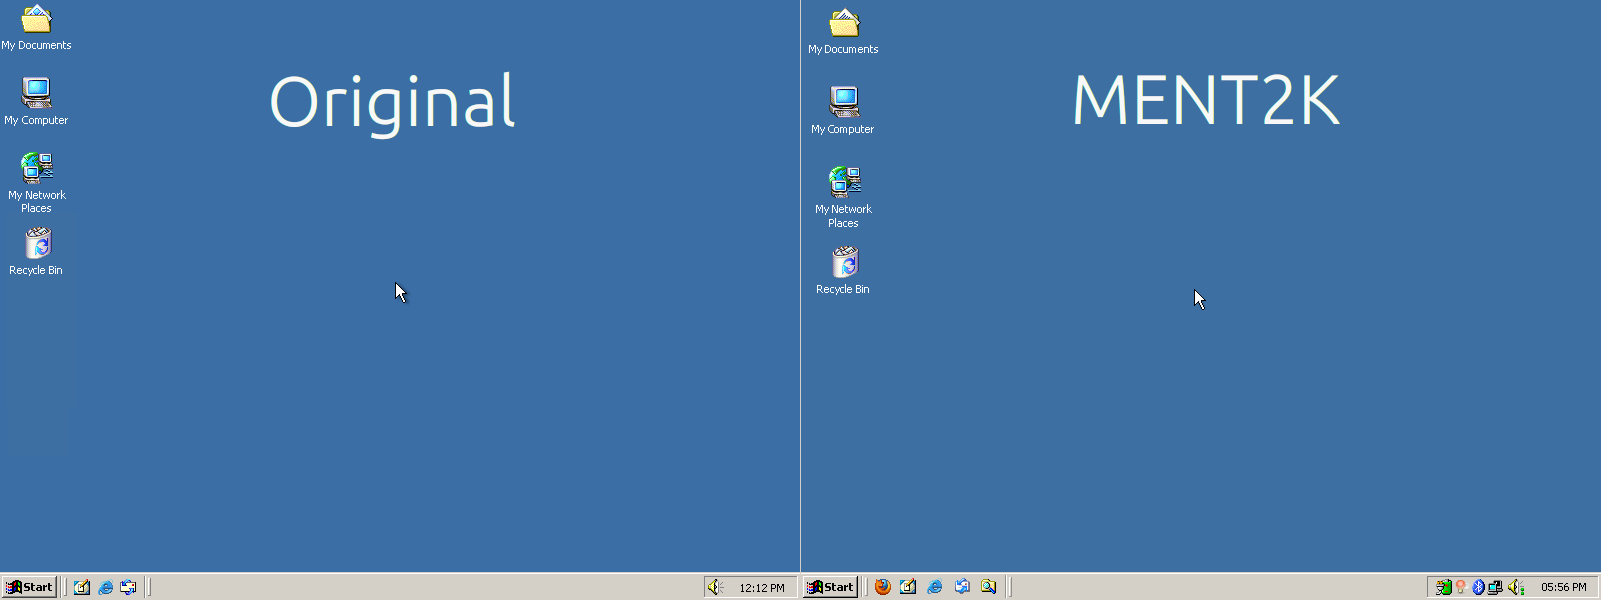 My Documents
Original
My Computer
My Network
Places
Recycle Bin
Start
12:12 PM
My Documents
MENT2K
My Computer
My Network
Places
Recycle Bin
Start
05:56 PM